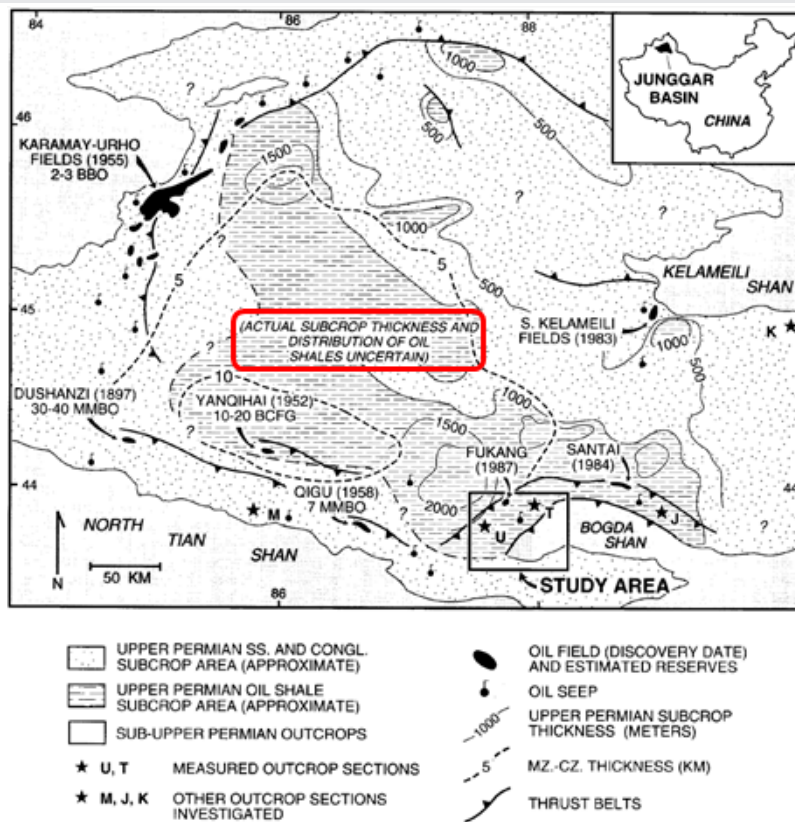 84
86
88
46
45
44
86
1000
500
500
1500
1000
5
5
500
1000
500
10
1000
1500
2000
?
?
?
?
?
?
?
?
JUNGGAR
BASIN
CHINA
KARAMAY-URHO
FIELDS (1955)
2-3 BBO
KELAMEILI
SHAN
K
S. KELAMEILI
FIELDS (1983)
(ACTUAL SUBCROP THICKNESS AND
DISTRIBUTION OF OIL
SHALES UNCERTAIN)
DUSHANZI (1897)
30-40 MMBO
YANQIHAI (1952)
10-20 BCFG
FUKANG
(1987)
SANTAI
(1984)
QIGU (1958)
7 MMBO
M
T
U
J
NORTH
TIAN
SHAN
BOGDA
SHAN
N
50 KM
STUDY AREA
UPPER PERMIAN SS. AND CONGL.
SUBCROP AREA (APPROXIMATE)
UPPER PERMIAN OIL SHALE
SUBCROP AREA (APPROXIMATE)
SUB-UPPER PERMIAN OUTCROPS
U, T MEASURED OUTCROP SECTIONS
M, J, K OTHER OUTCROP SECTIONS
INVESTIGATED
OIL FIELD (DISCOVERY DATE)
AND ESTIMATED RESERVES
OIL SEEP
1000
UPPER PERMIAN SUBCROP
THICKNESS (METERS)
5
MZ.-CZ. THICKNESS (KM)
THRUST BELTS